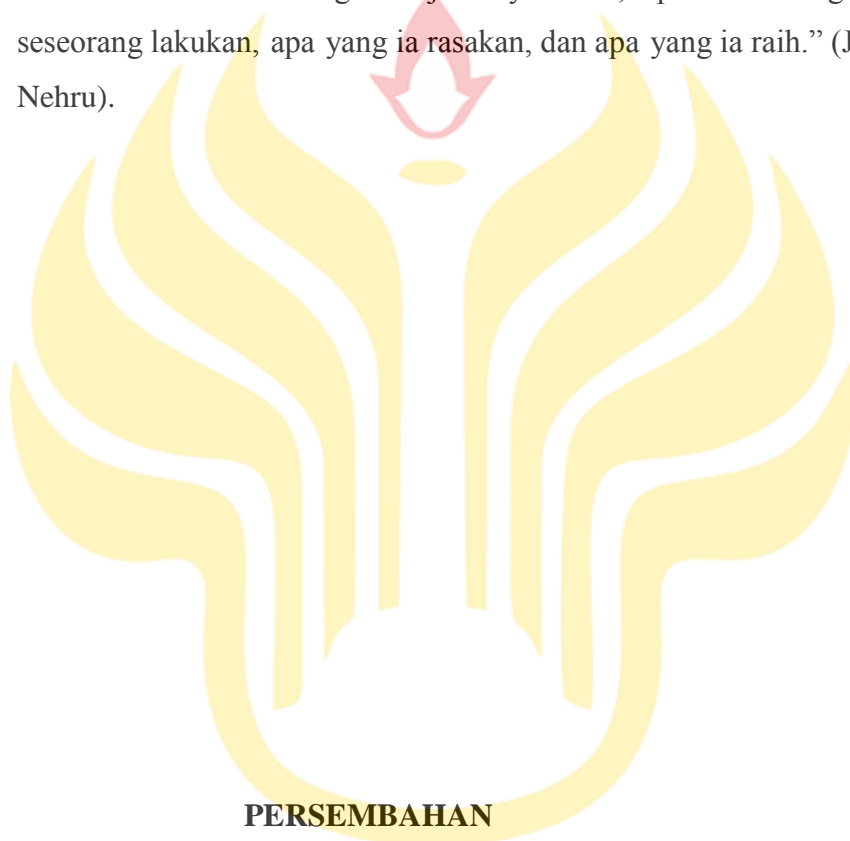 seseorang lakukan, apa yang ia rasakan, dan apa yang ia raih.” (J
Nehru).
PERSEMBAHAN